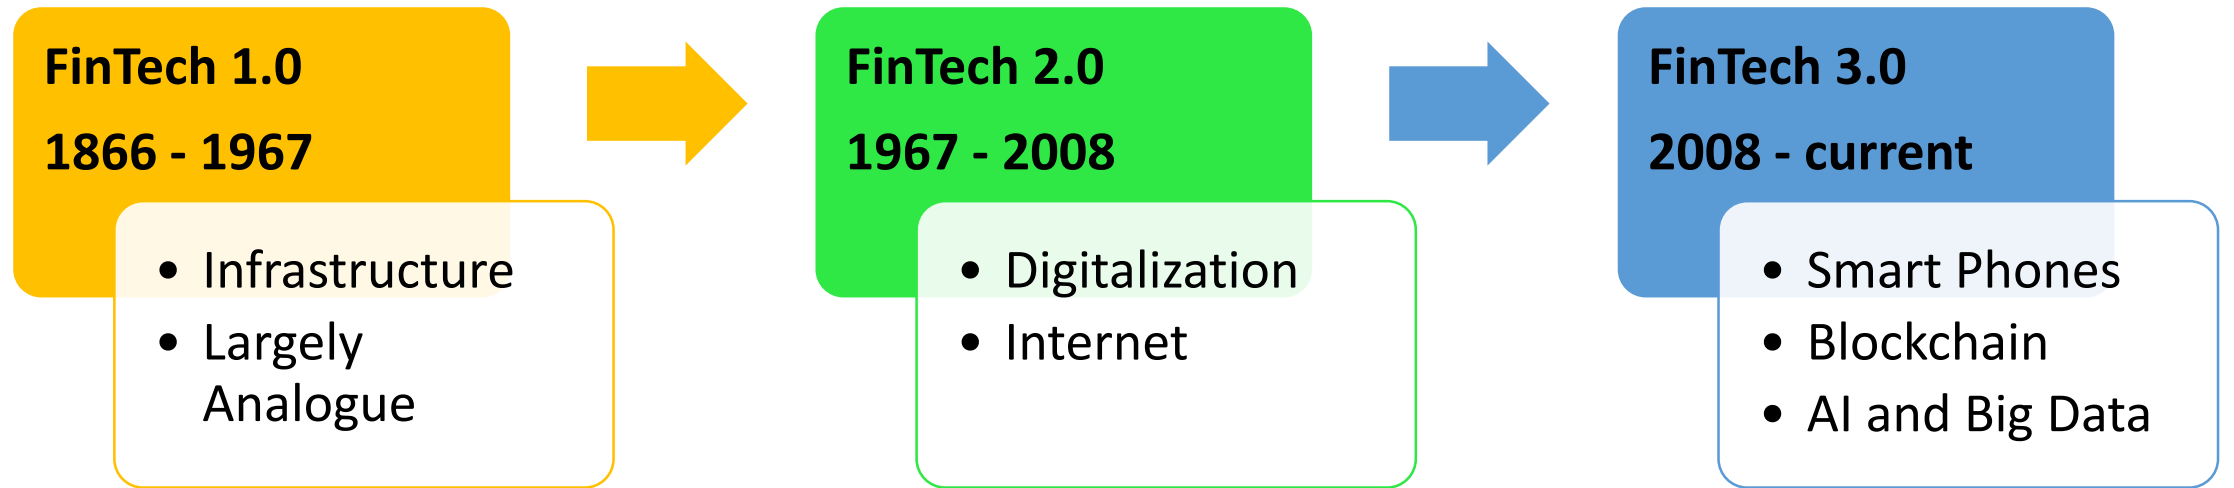 FinTech 1.0
1866 - 1967
• Infrastructure
• Largely
Analogue
FinTech 2.0
1967 - 2008
• Digitalization
• Internet
FinTech 3.0
2008 - current
• Smart Phones
• Blockchain
• AI and Big Data